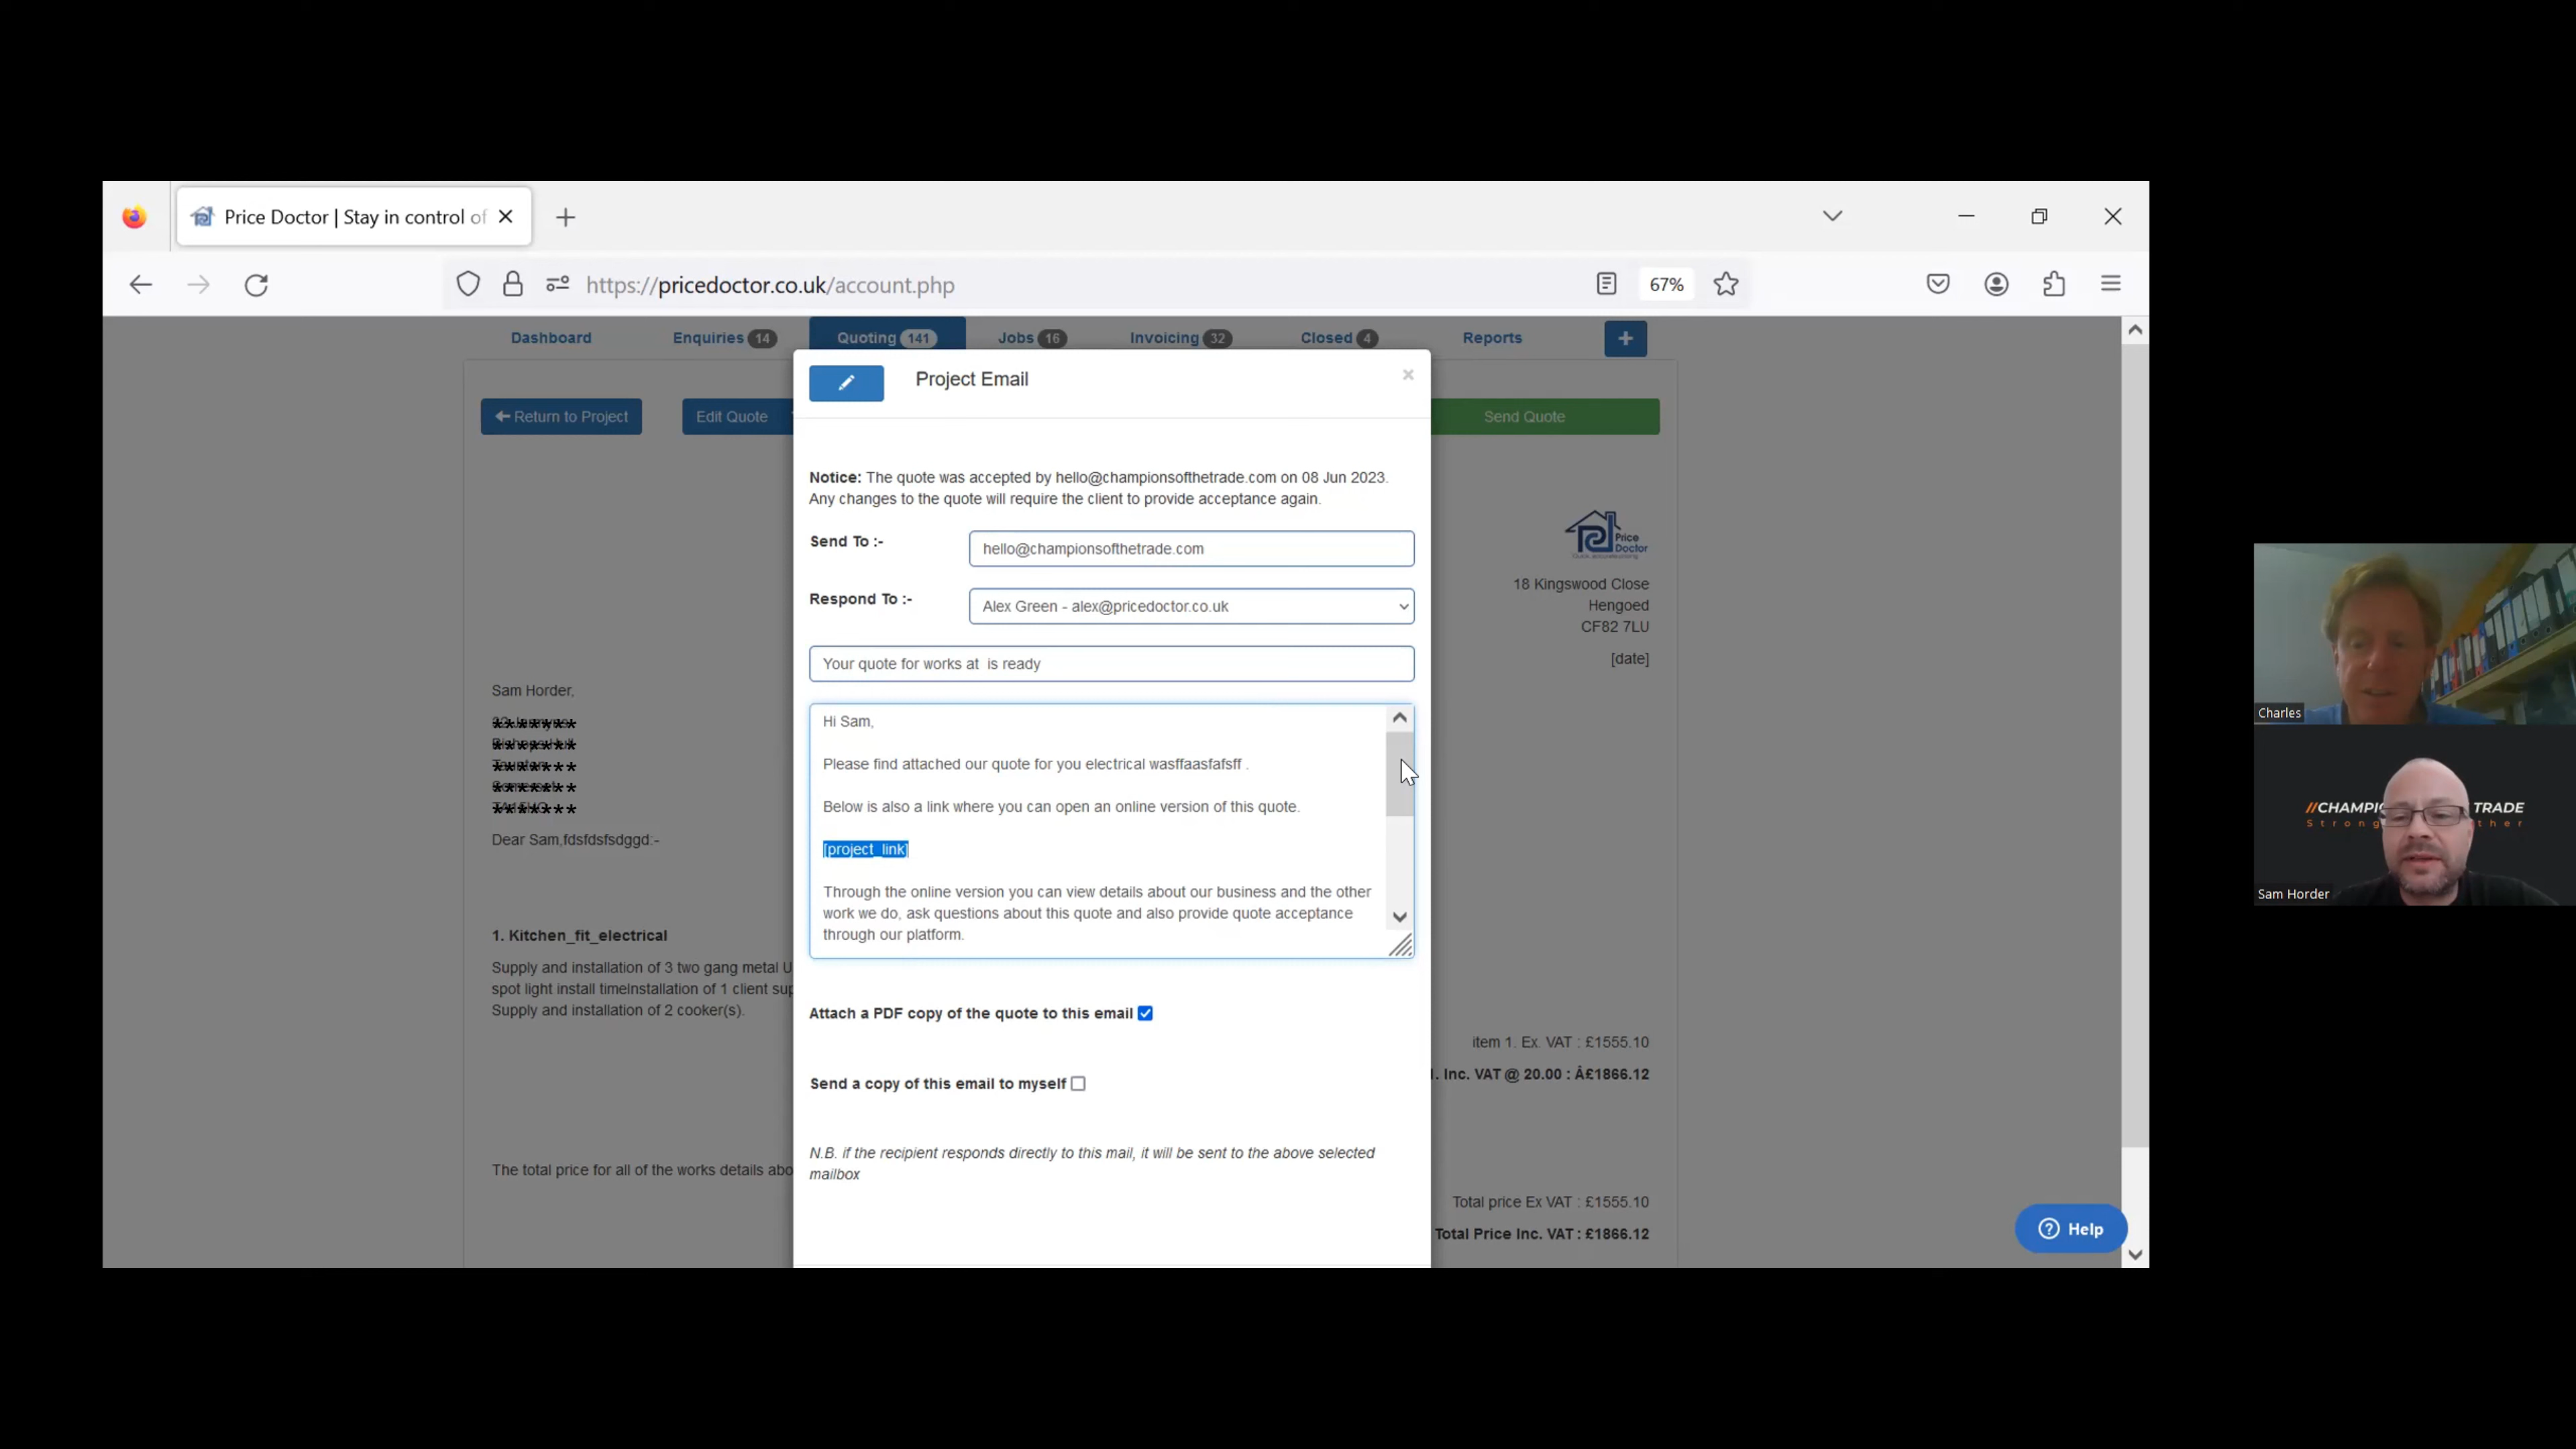 Price Doctor | Stay in control of
https://pricedoctor.co.uk/account.php
67%
Dashboard
Enquiries 14
Quoting 141
Jobs 16
Invoicing 32
Closed 4
Reports
Return to Project
Edit Quote
Project Email
Send Quote
Notice: The quote was accepted by hello@championsofthetrade.com on 08 Jun 2023.
Any changes to the quote will require the client to provide acceptance again.
Send To :-
hello@championsofthetrade.com
Respond To :-
Alex Green - alex@pricedoctor.co.uk
Your quote for works at  is ready
Hi Sam,
Please find attached our quote for you electrical wasffaasfafsff .
Below is also a link where you can open an online version of this quote.
[project_link]
Through the online version you can view details about our business and the other
work we do, ask questions about this quote and also provide quote acceptance
through our platform.
Attach a PDF copy of the quote to this email
Send a copy of this email to myself
N.B. if the recipient responds directly to this mail, it will be sent to the above selected
mailbox
Price
Doctor
18 Kingswood Close
Hengoed
CF82 7LU
[date]
Sam Horder,
*******
*******
*******
*******
*******
Dear Sam,fdsfdsfsdggd:-
1. Kitchen_fit_electrical
Supply and installation of 3 two gang metal U
spot light install timeInstallation of 1 client sup
Supply and installation of 2 cooker(s).
item 1. Ex. VAT : £1555.10
1. Inc. VAT @ 20.00 : Â£1866.12
The total price for all of the works details abo
Total price Ex VAT : £1555.10
Total Price Inc. VAT : £1866.12
Help
Charles
//CHAMPI TRADE
Strong ther
Sam Horder